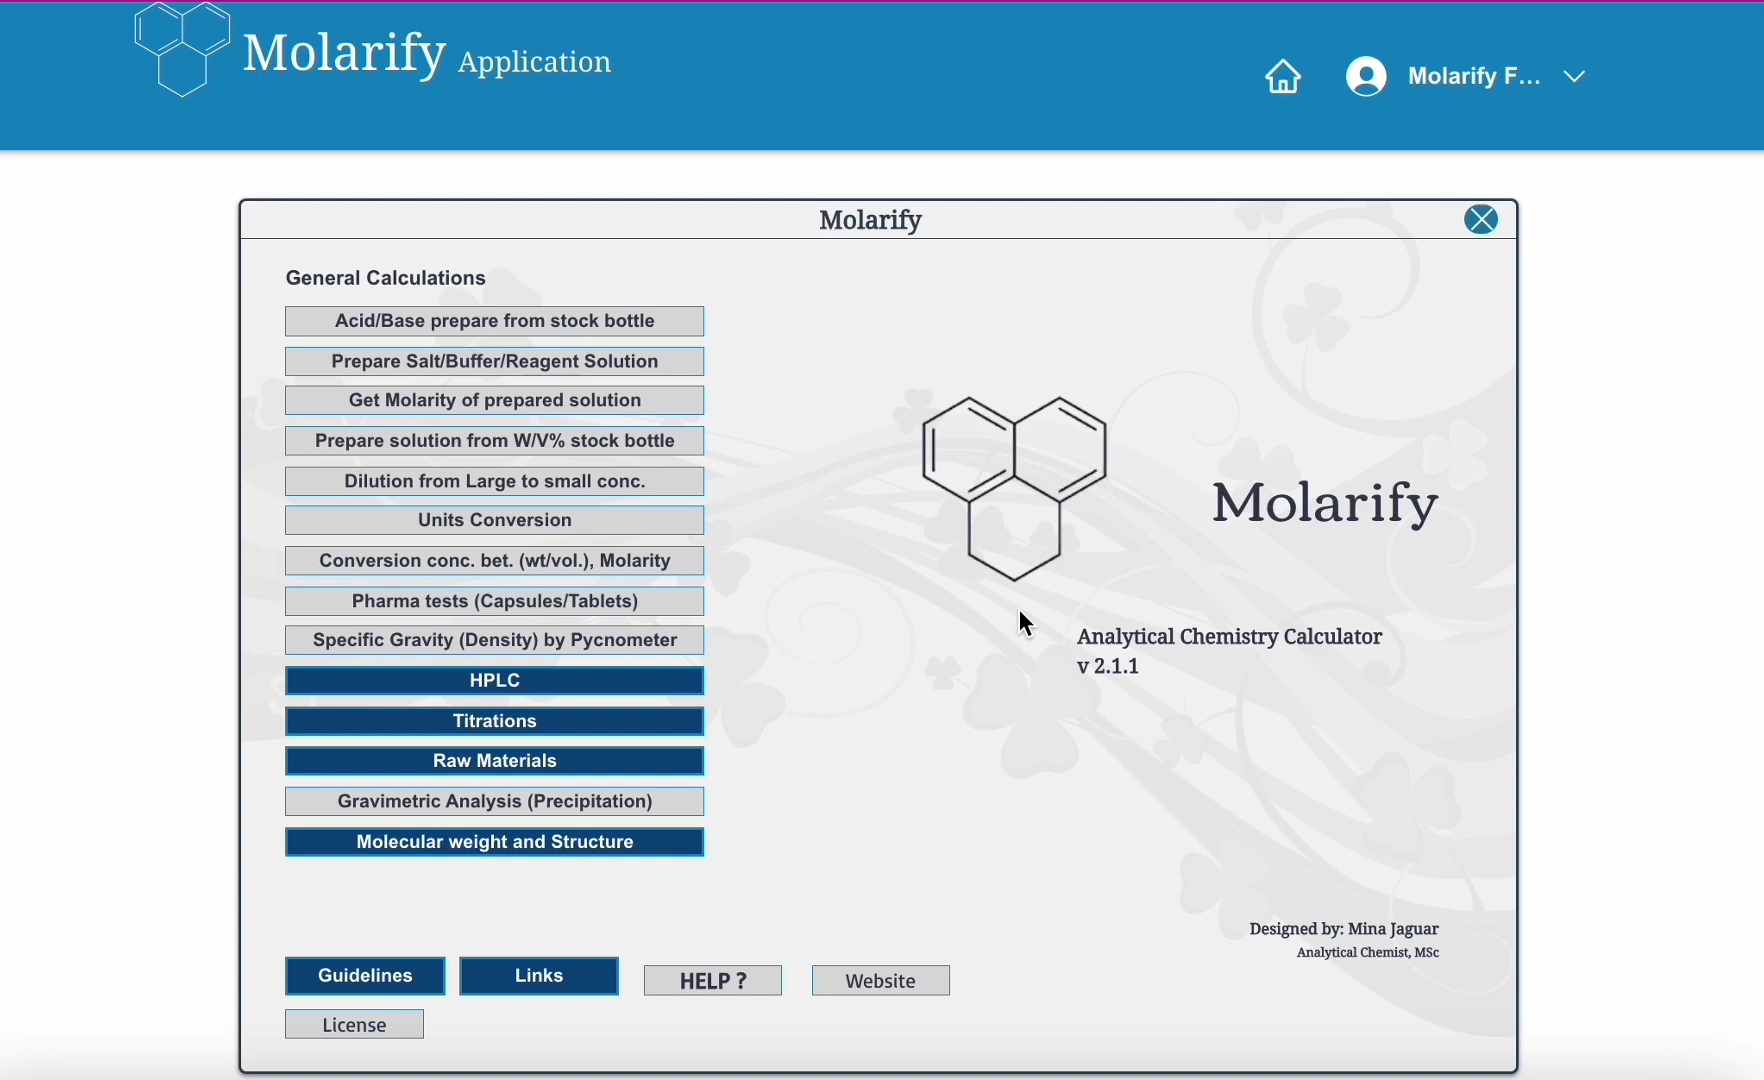 Molarify Application
Molarify F...
Molarify
General Calculations
Acid/Base prepare from stock bottle
Prepare Salt/Buffer/Reagent Solution
Get Molarity of prepared solution
Prepare solution from W/V% stock bottle
Dilution from Large to small conc.
Units Conversion
Conversion conc. bet. (wt/vol.), Molarity
Pharma tests (Capsules/Tablets)
Specific Gravity (Density) by Pycnometer
HPLC
Titrations
Raw Materials
Gravimetric Analysis (Precipitation)
Molecular weight and Structure
Molarify
Analytical Chemistry Calculator
v 2.1.1
Designed by: Mina Jaguar
Analytical Chemist, MSc
Guidelines
Links
HELP ?
Website
License